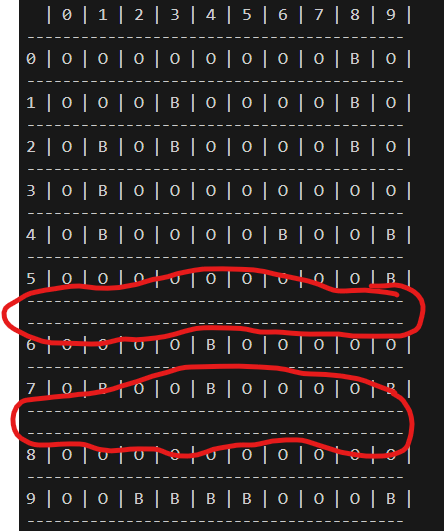 | 0 | 1 | 2 | 3 | 4 | 5 | 6 | 7 | 8 | 9 |
------------------------------------------
0 | O | O | O | O | O | O | O | O | B | O |
------------------------------------------
1 | O | O | O | B | O | O | O | O | B | O |
------------------------------------------
2 | O | B | O | B | O | O | O | O | B | O |
------------------------------------------
3 | O | B | O | O | O | O | O | O | O | O |
------------------------------------------
4 | O | B | O | O | O | O | B | O | O | B |
------------------------------------------
5 | O | O | O | O | O | O | O | O | O | B |
------------------------------------------
------------------------------------------
6 | O | O | O | O | B | O | O | O | O | O |
------------------------------------------
7 | O | B | O | O | B | O | O | O | O | B |
------------------------------------------
------------------------------------------
8 | O | O | O | O | O | O | O | O | O | O |
------------------------------------------
9 | O | O | B | B | B | B | O | O | O | B |
------------------------------------------